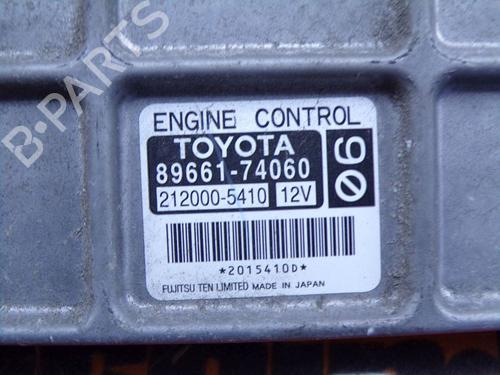 B-PARTS
ENGINE CONTROL
TOYOTA
89661-74060
212000-5410 12V
06
*2015410D*
FUJITSU TEN LIMITED MADE IN JAPAN